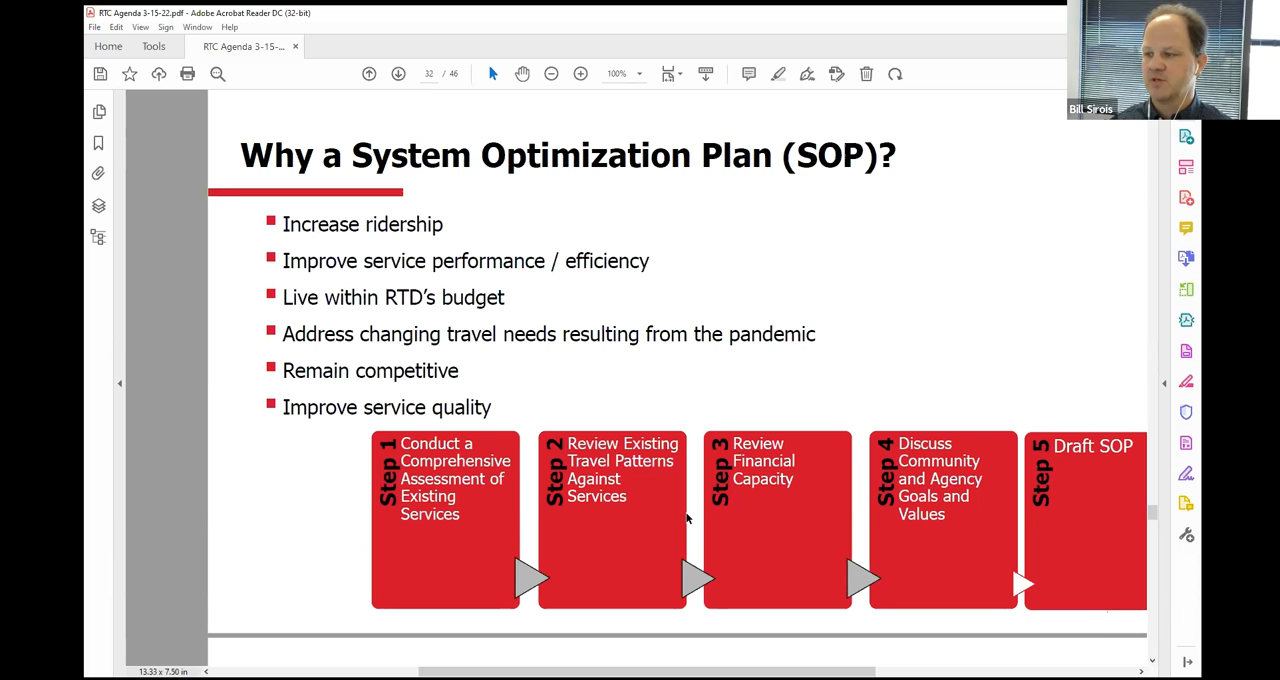 RTC Agenda 3-15-22.pdf - Adobe Acrobat Reader DC (32-bit)
File Edit View Sign Window Help
Home Tools RTC Agenda 3-15-... ×
32 / 46 100%
Bill Sirois
Why a System Optimization Plan (SOP)?
Increase ridership
Improve service performance / efficiency
Live within RTD’s budget
Address changing travel needs resulting from the pandemic
Remain competitive
Improve service quality
Step 1
Conduct a
Comprehensive
Assessment of
Existing
Services
Step 2
Review Existing
Travel Patterns
Against
Services
Step 3
Review
Financial
Capacity
Step 4
Discuss
Community
and Agency
Goals and
Values
Step 5
Draft SOP
13.33 x 7.50 in